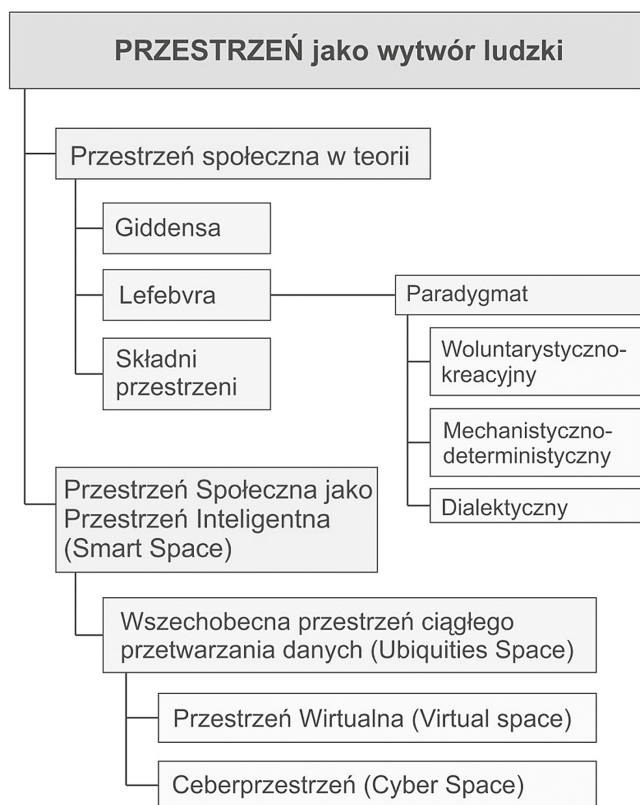 PRZESTRZEŃ jako wytwór ludzki
Przestrzeń społeczna w teorii
Giddensa
Lefebvra
Składni
przestrzeni
Paradygmat
Woluntarystyczno-
kreacyjny
Mechanistyczno-
deterministyczny
Dialektyczny
Przestrzeń Społeczna jako
Przestrzeń Inteligentna
(Smart Space)
Wszechobecna przestrzeń ciągłego
przetwarzania danych (Ubiquities Space)
Przestrzeń Wirtualna (Virtual space)
Ceberprzestrzeń (Cyber Space)